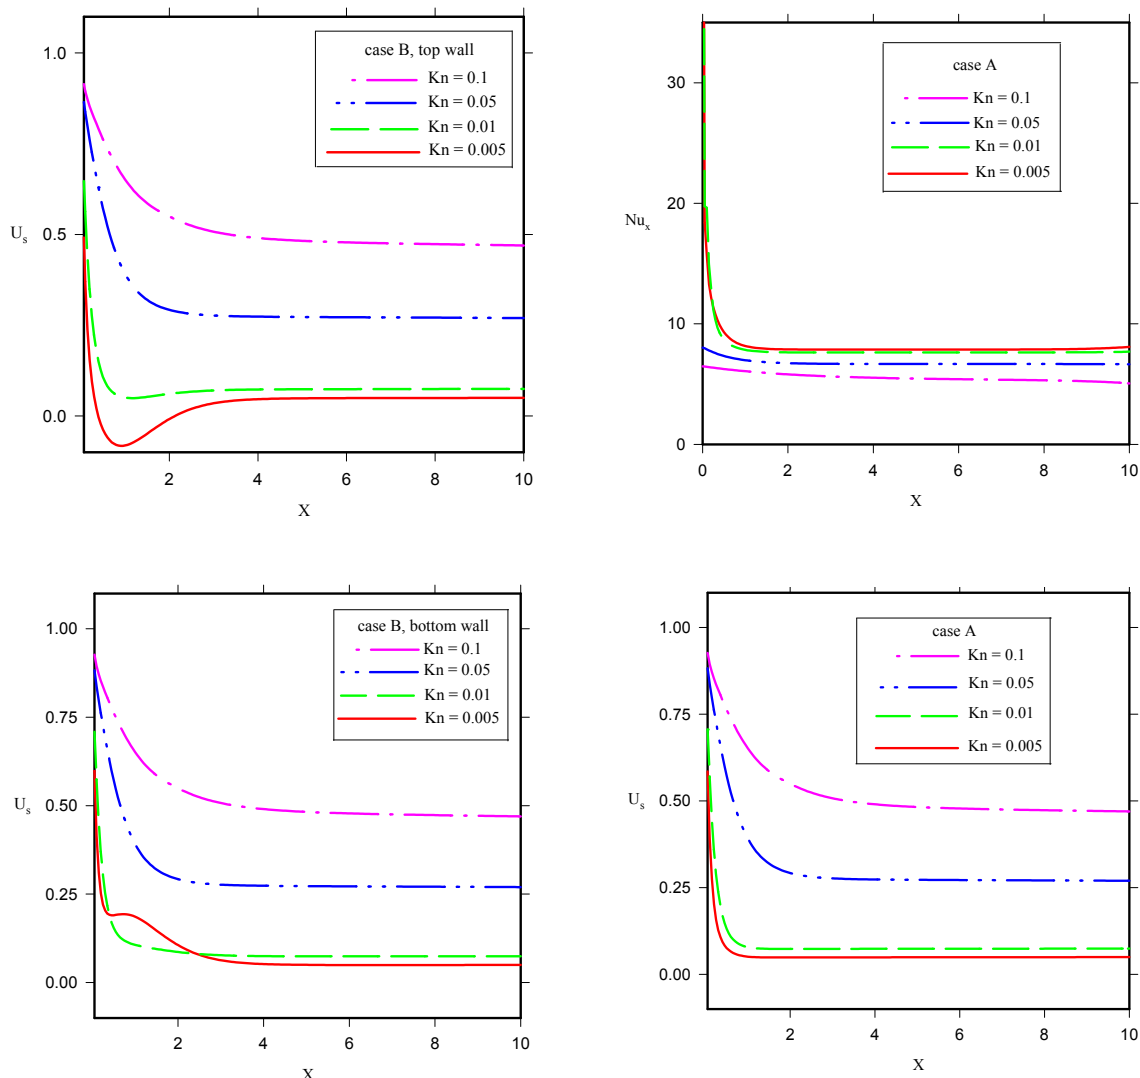 case B, top wall
Kn = 0.1
Kn = 0.05
Kn = 0.01
Kn = 0.005
1.0
0.5
0.0
U_s
2 4 6 8 10
X
case A
Kn = 0.1
Kn = 0.05
Kn = 0.01
Kn = 0.005
30
20
10
0
Nu_x
0 2 4 6 8 10
X
case B, bottom wall
Kn = 0.1
Kn = 0.05
Kn = 0.01
Kn = 0.005
1.00
0.75
0.50
0.25
0.00
U_s
2 4 6 8 10
X
case A
Kn = 0.1
Kn = 0.05
Kn = 0.01
Kn = 0.005
1.00
0.75
0.50
0.25
0.00
U_s
2 4 6 8 10
X